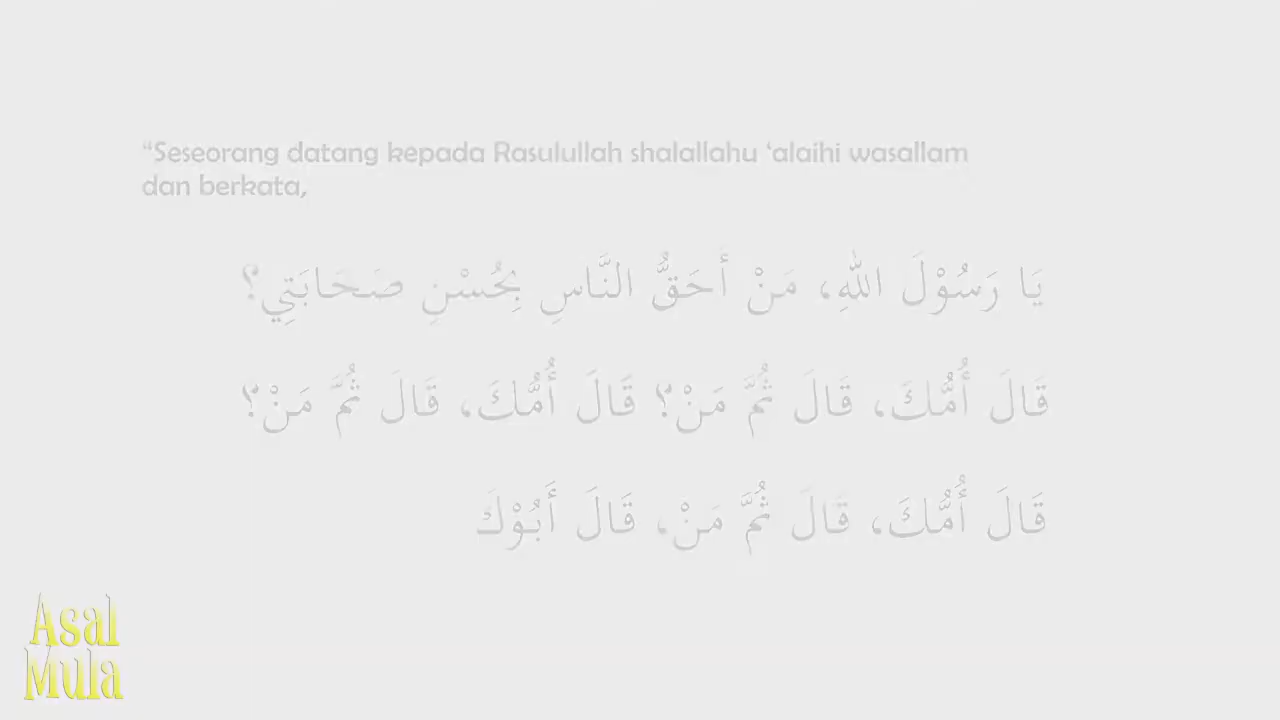 “Seseorang datang kepada Rasulullah shalallahu ‘alaihi wasallam
dan berkata,
يَا رَسُوْلَ اللهِ، مَنْ أَحَقُّ النَّاسِ بِحُسْنِ صَحَابَتِي؟
قَالَ أُمُّكَ، قَالَ ثُمَّ مَنْ؟ قَالَ أُمُّكَ، قَالَ ثُمَّ مَنْ؟
قَالَ أُمُّكَ، قَالَ ثُمَّ مَنْ، قَالَ أَبُوْكَ
Asal
Mula